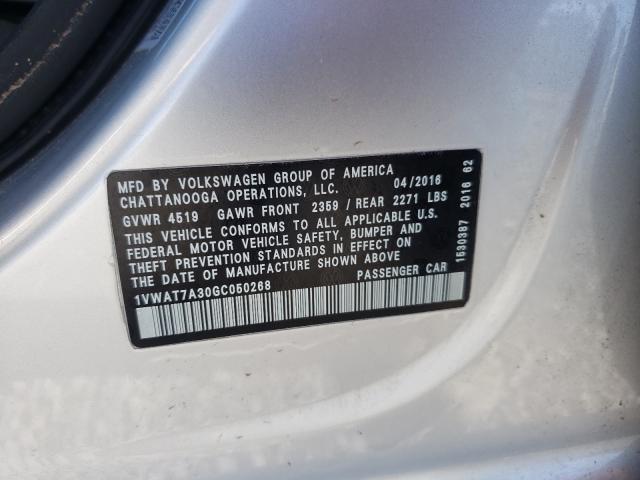 MFD BY VOLKSWAGEN GROUP OF AMERICA
CHATTANOOGA OPERATIONS, LLC. 04/2016
GVWR 4519 GAWR FRONT 2359 / REAR 2271 LBS
THIS VEHICLE CONFORMS TO ALL APPLICABLE U.S.
FEDERAL MOTOR VEHICLE SAFETY, BUMPER AND
THEFT PREVENTION STANDARDS IN EFFECT ON
THE DATE OF MANUFACTURE SHOWN ABOVE
1VWAT7A30GC050268 PASSENGER CAR
1530387 2016 62